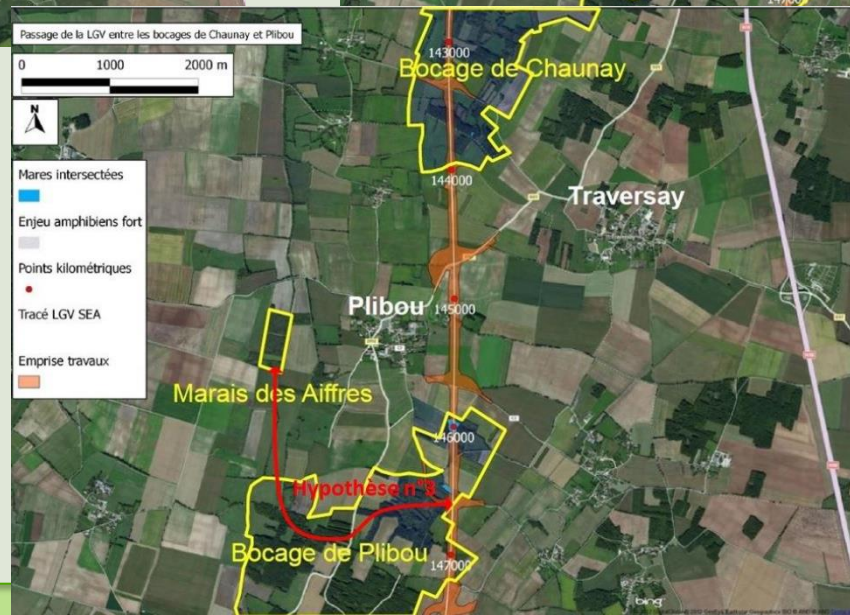 Passage de la LGV entre les bocages de Chaunay et Plibou
0 1000 2000 m
N
Mares intersectées
Enjeu amphibiens fort
Points kilométriques
Tracé LGV SEA
Emprise travaux
143000
Bocage de Chaunay
144000
Traversay
Plibou
145000
Marais des Aiffres
146000
Hypothèse n°3
Bocage de Plibou
147000
bing